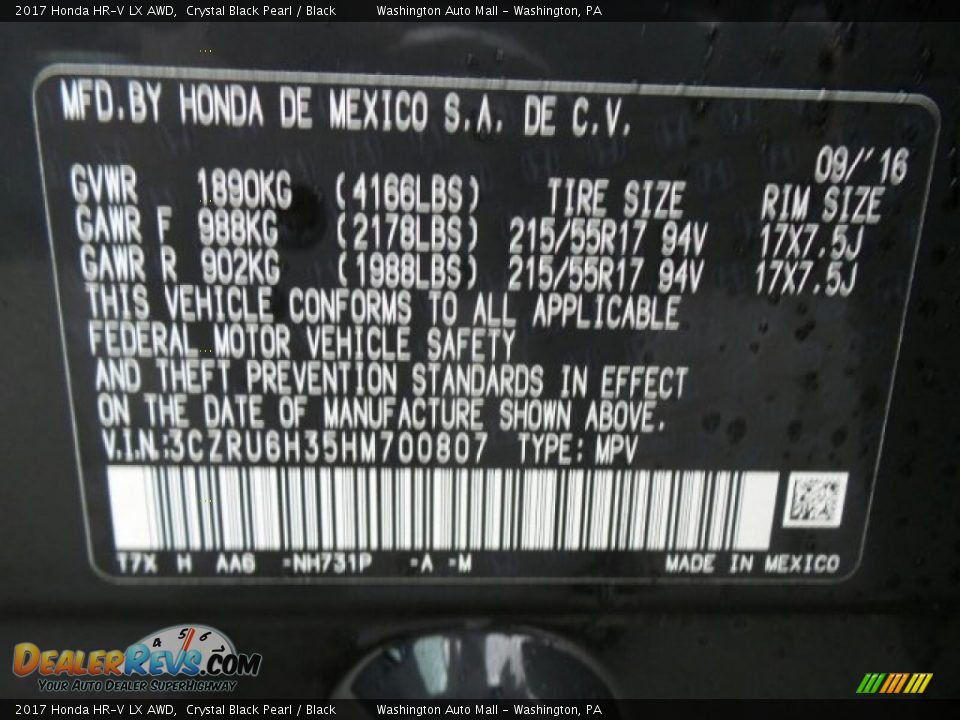 2017 Honda HR-V LX AWD, Crystal Black Pearl / Black Washington Auto Mall - Washington, PA
MFD.BY HONDA DE MEXICO S.A. DE C.V.
09/'16
GVWR 1890KG (4166LBS) TIRE SIZE RIM SIZE
GAWR F 988KG (2178LBS) 215/55R17 94V 17X7.5J
GAWR R 902KG (1988LBS) 215/55R17 94V 17X7.5J
THIS VEHICLE CONFORMS TO ALL APPLICABLE
FEDERAL MOTOR VEHICLE SAFETY
AND THEFT PREVENTION STANDARDS IN EFFECT
ON THE DATE OF MANUFACTURE SHOWN ABOVE.
V.I.N:3CZRU6H35HM700807 TYPE: MPV
T7X H AA6 -NH731P -A -M MADE IN MEXICO
4 5 6
DEALERREVS.COM
YOUR AUTO DEALER SUPERHIGHWAY
2017 Honda HR-V LX AWD, Crystal Black Pearl / Black Washington Auto Mall - Washington, PA